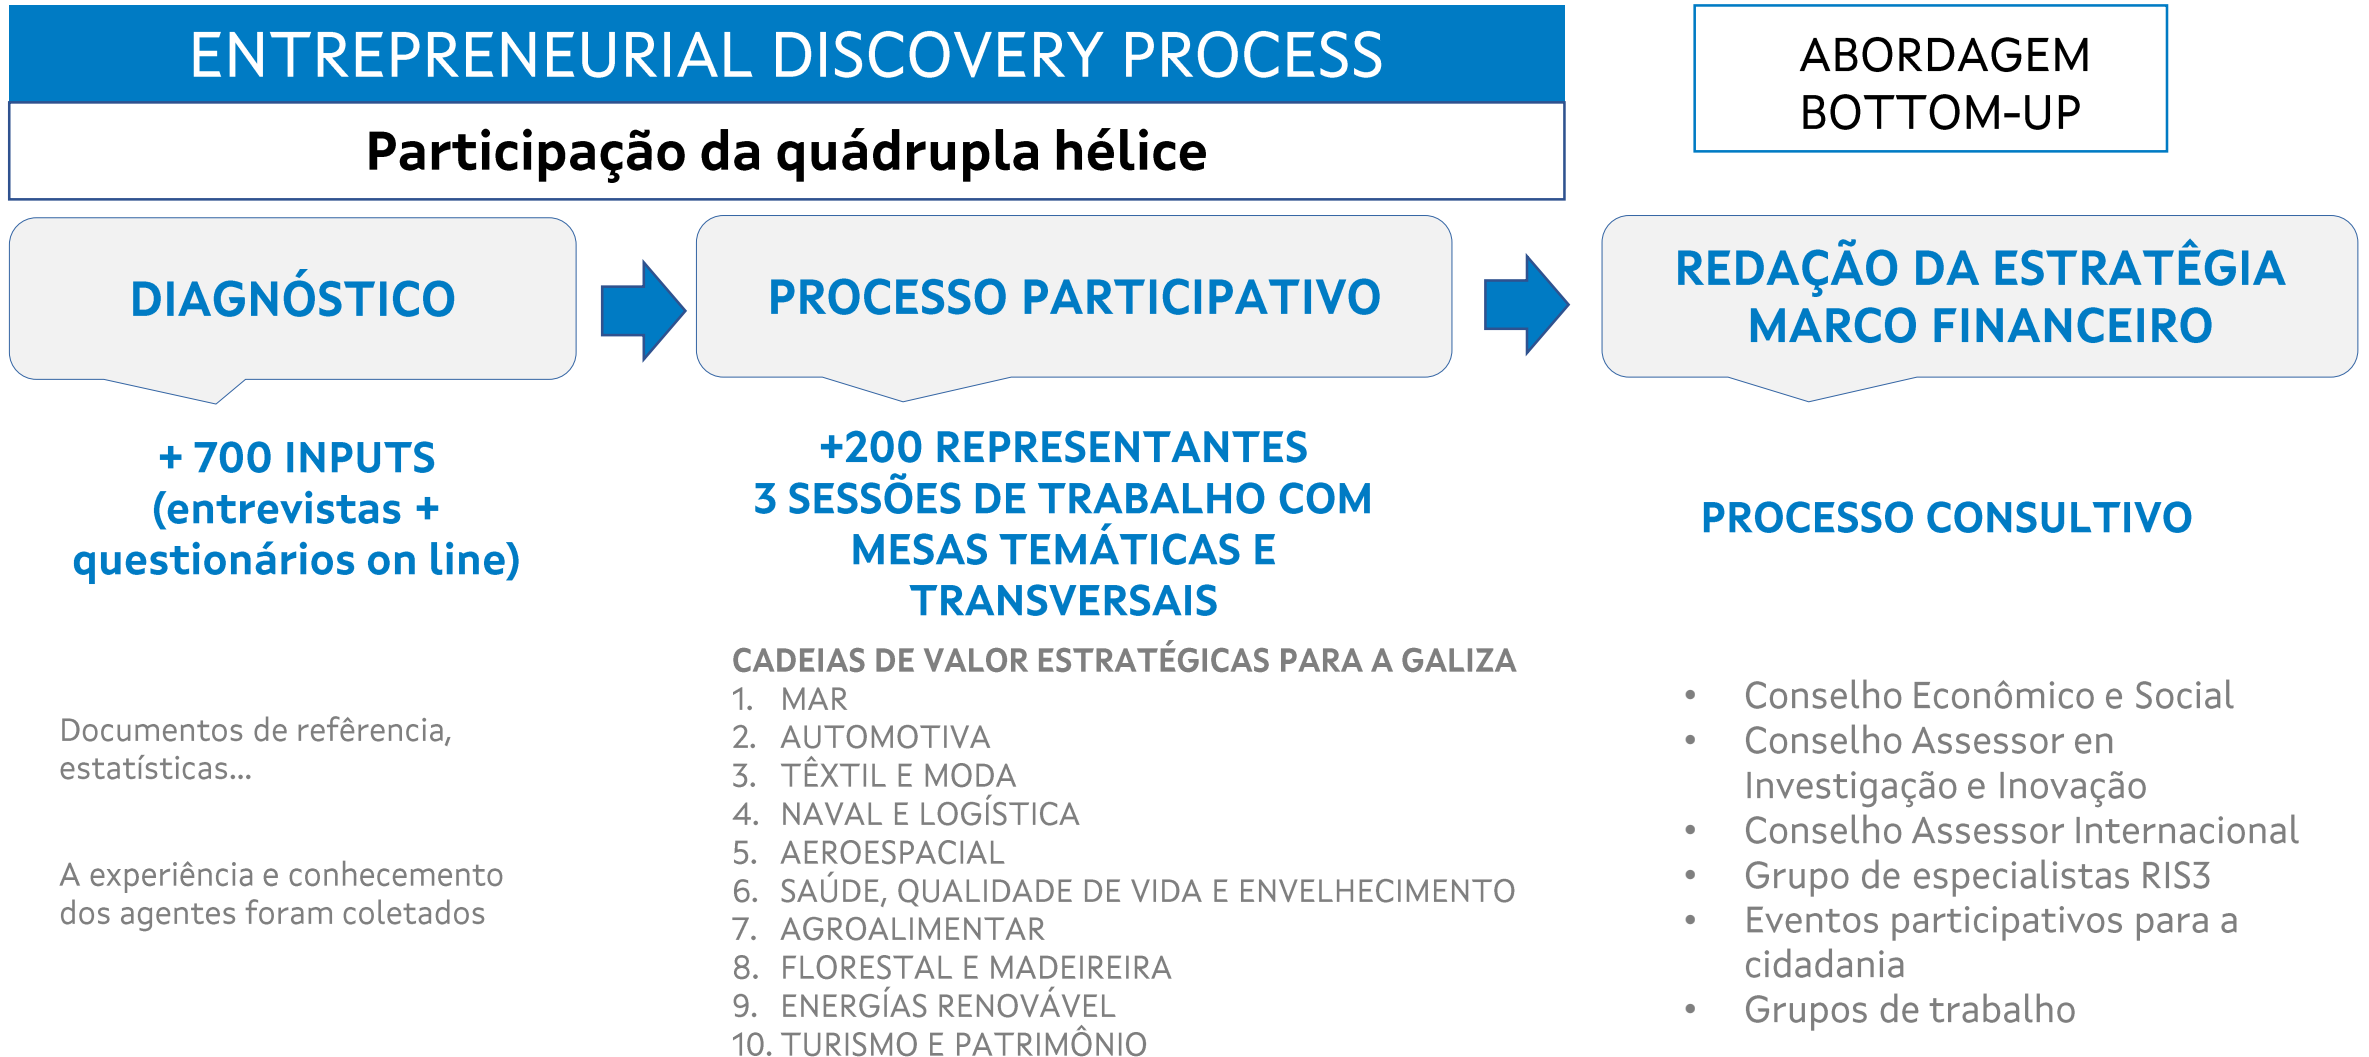 ENTREPRENEURIAL DISCOVERY PROCESS
Participação da quádrupla hélice
ABORDAGEM
BOTTOM-UP
DIAGNÓSTICO
PROCESSO PARTICIPATIVO
REDAÇÃO DA ESTRATÊGIA
MARCO FINANCEIRO
+ 700 INPUTS
(entrevistas +
questionários on line)
Documentos de refêrencia,
estatísticas...
A experiência e conhecemento
dos agentes foram coletados
+200 REPRESENTANTES
3 SESSÕES DE TRABALHO COM
MESAS TEMÁTICAS E
TRANSVERSAIS
CADEIAS DE VALOR ESTRATÉGICAS PARA A GALIZA
1. MAR
2. AUTOMOTIVA
3. TÊXTIL E MODA
4. NAVAL E LOGÍSTICA
5. AEROESPACIAL
6. SAÚDE, QUALIDADE DE VIDA E ENVELHECIMENTO
7. AGROALIMENTAR
8. FLORESTAL E MADEIREIRA
9. ENERGÍAS RENOVÁVEL
10. TURISMO E PATRIMÔNIO
PROCESSO CONSULTIVO
• Conselho Econômico e Social
• Conselho Assessor en
Investigação e Inovação
• Conselho Assessor Internacional
• Grupo de especialistas RIS3
• Eventos participativos para a
cidadania
• Grupos de trabalho